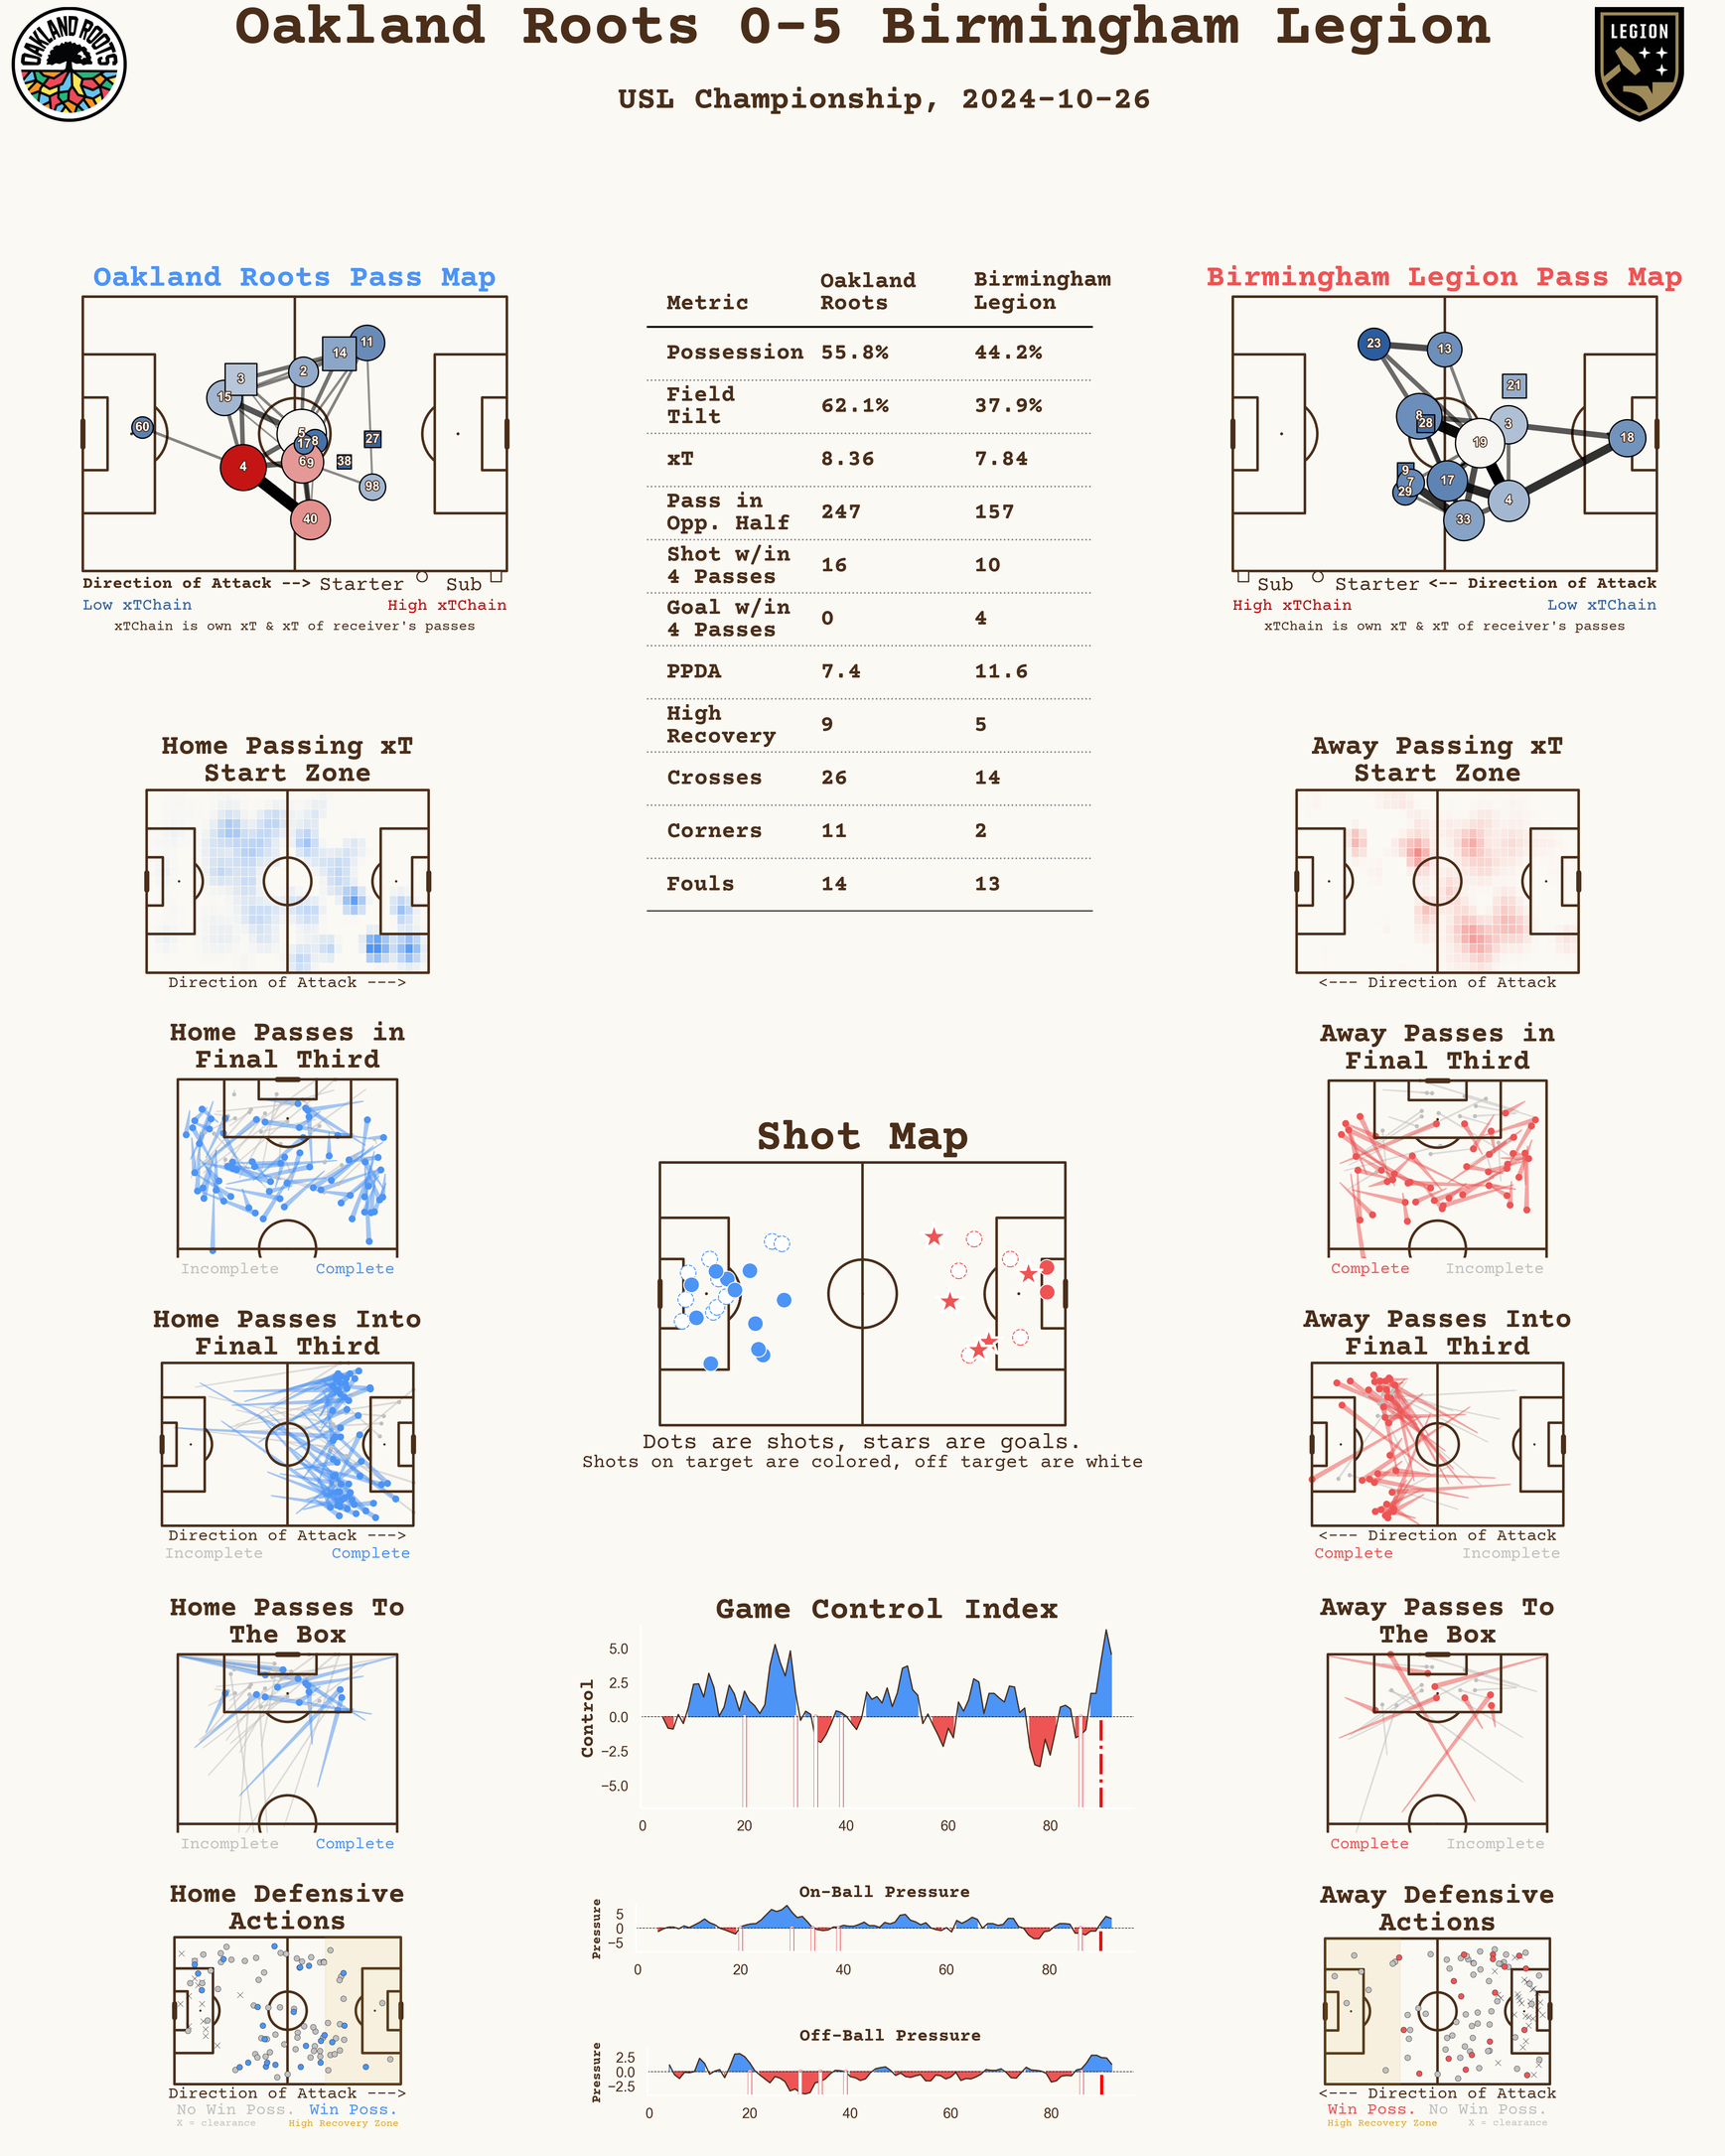 Oakland Roots 0-5 Birmingham Legion
USL Championship, 2024-10-26
OAKLAND ROOTS
LEGION
Oakland Roots Pass Map
60
15
3
2
14
11
5
8
17
6
9
4
40
38
27
98
Direction of Attack --> Starter Sub
Low xTChain High xTChain
xTChain is own xT & xT of receiver's passes
Metric Oakland Roots Birmingham Legion
Possession 55.8% 44.2%
Field Tilt 62.1% 37.9%
xT 8.36 7.84
Pass in Opp. Half 247 157
Shot w/in 4 Passes 16 10
Goal w/in 4 Passes 0 4
PPDA 7.4 11.6
High Recovery 9 5
Crosses 26 14
Corners 11 2
Fouls 14 13
Birmingham Legion Pass Map
23
13
21
8
28
3
19
18
9
7
29
17
4
33
Sub Starter <-- Direction of Attack
High xTChain Low xTChain
xTChain is own xT & xT of receiver's passes
Home Passing xT
Start Zone
Direction of Attack --->
Away Passing xT
Start Zone
<--- Direction of Attack
Home Passes in
Final Third
Incomplete Complete
Away Passes in
Final Third
Complete Incomplete
Shot Map
Dots are shots, stars are goals.
Shots on target are colored, off target are white
Home Passes Into
Final Third
Direction of Attack --->
Incomplete Complete
Away Passes Into
Final Third
<--- Direction of Attack
Complete Incomplete
Home Passes To
The Box
Incomplete Complete
Game Control Index
Control
5.0
2.5
0.0
−2.5
−5.0
0 20 40 60 80
Away Passes To
The Box
Complete Incomplete
Home Defensive
Actions
Direction of Attack --->
No Win Poss. Win Poss.
X = clearance High Recovery Zone
On-Ball Pressure
Pressure
5
0
−5
0 20 40 60 80
Off-Ball Pressure
Pressure
2.5
0.0
−2.5
0 20 40 60 80
Away Defensive
Actions
<--- Direction of Attack
Win Poss. No Win Poss.
High Recovery Zone X = clearance